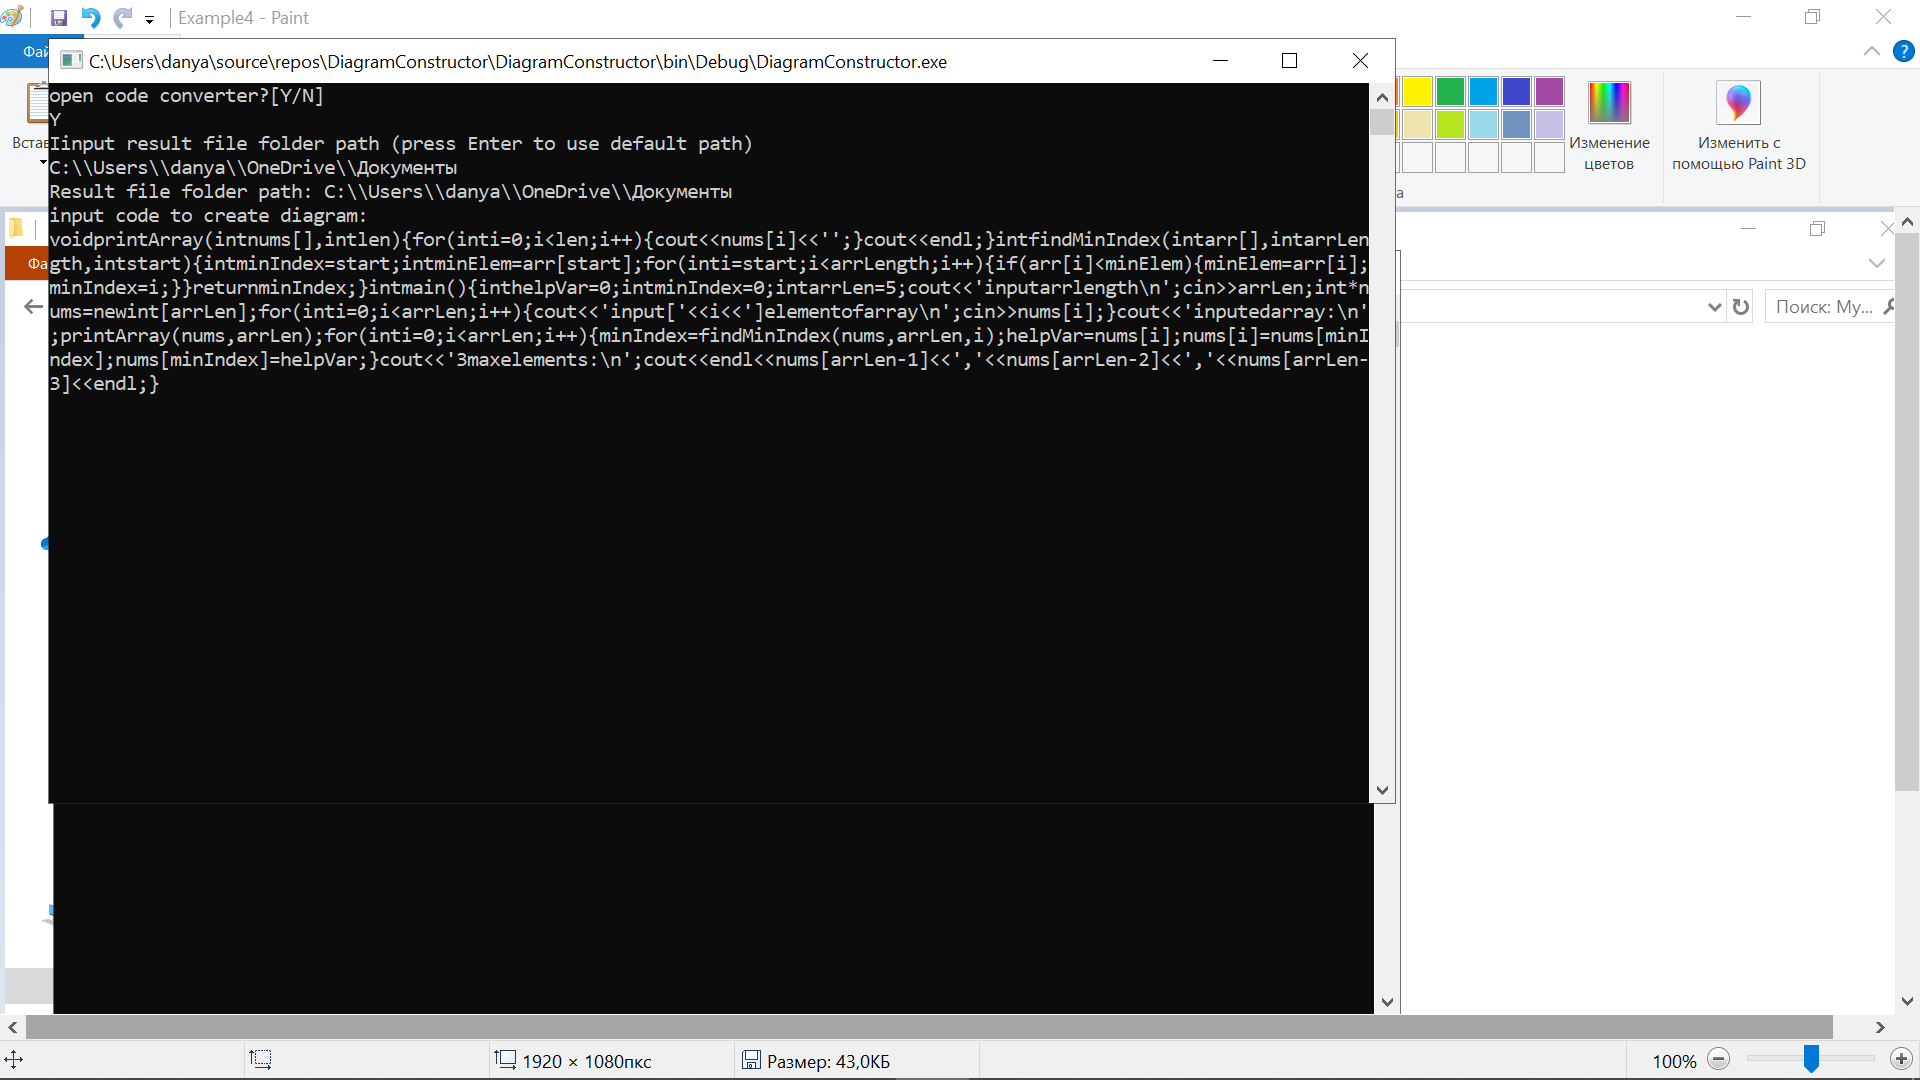 Example4 - Paint
Фай
C:\Users\danya\source\repos\DiagramConstructor\DiagramConstructor\bin\Debug\DiagramConstructor.exe
open code converter?[Y/N]
Y
Iinput result file folder path (press Enter to use default path)
C:\\Users\\danya\\OneDrive\\Документы
Result file folder path: C:\\Users\\danya\\OneDrive\\Документы
input code to create diagram:
voidprintArray(intnums[],intlen){for(inti=0;i<len;i++){cout<<nums[i]<<'';}cout<<endl;}intfindMinIndex(intarr[],intarrLen
gth,intstart){intminIndex=start;intminElem=arr[start];for(inti=start;i<arrLength;i++){if(arr[i]<minElem){minElem=arr[i];
minIndex=i;}}returnminIndex;}intmain(){inthelpVar=0;intminIndex=0;intarrLen=5;cout<<'inputarrlength\n';cin>>arrLen;int*n
ums=newint[arrLen];for(inti=0;i<arrLen;i++){cout<<'input['<<i<<']elementofarray\n';cin>>nums[i];}cout<<'inputedarray:\n'
;printArray(nums,arrLen);for(inti=0;i<arrLen;i++){minIndex=findMinIndex(nums,arrLen,i);helpVar=nums[i];nums[i]=nums[minI
ndex];nums[minIndex]=helpVar;}cout<<'3maxelements:\n';cout<<endl<<nums[arrLen-1]<<','<<nums[arrLen-2]<<','<<nums[arrLen-
3]<<endl;}
Встав
Фа
Изменение
цветов
Изменить с
помощью Paint 3D
а
Поиск: My...
1920 × 1080пкс
Размер: 43,0КБ
100%